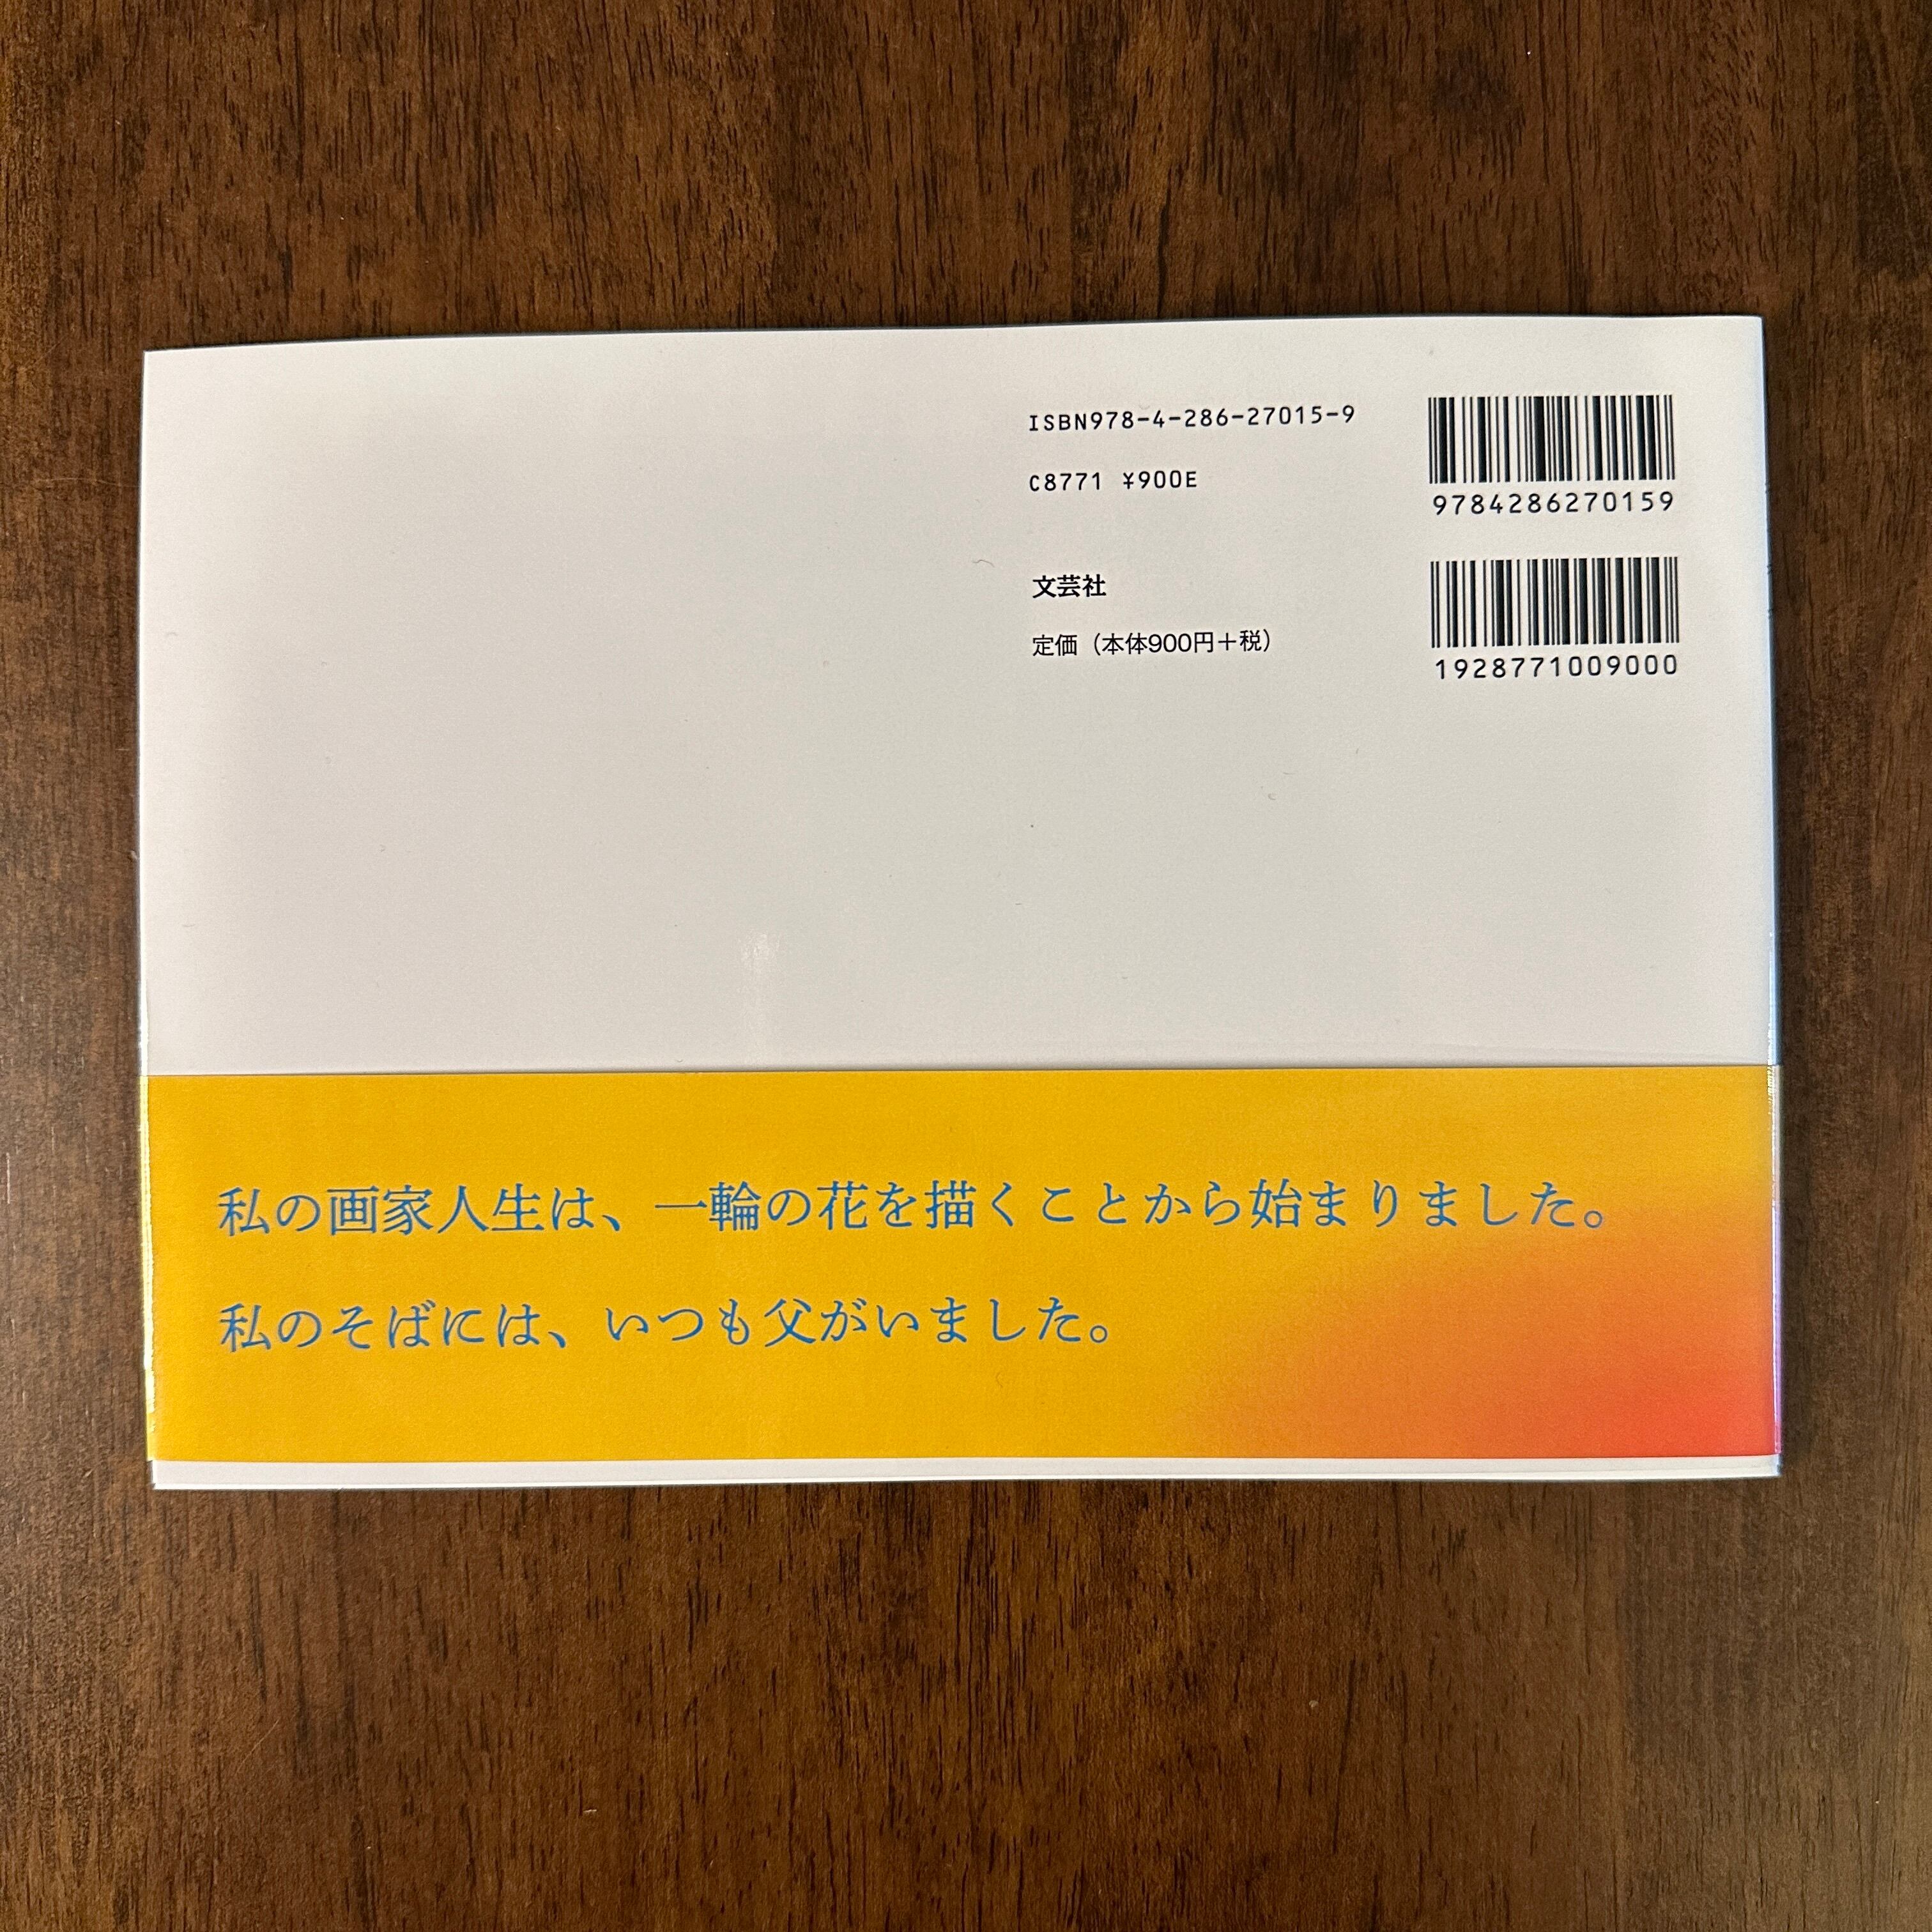 ISBN978-4-286-27015-9
C8771 ¥900E
9784286270159
文芸社
定価（本体900円＋税）
1928771009000
私の画家人生は、一輪の花を描くことから始まりました。
私のそばには、いつも父がいました。